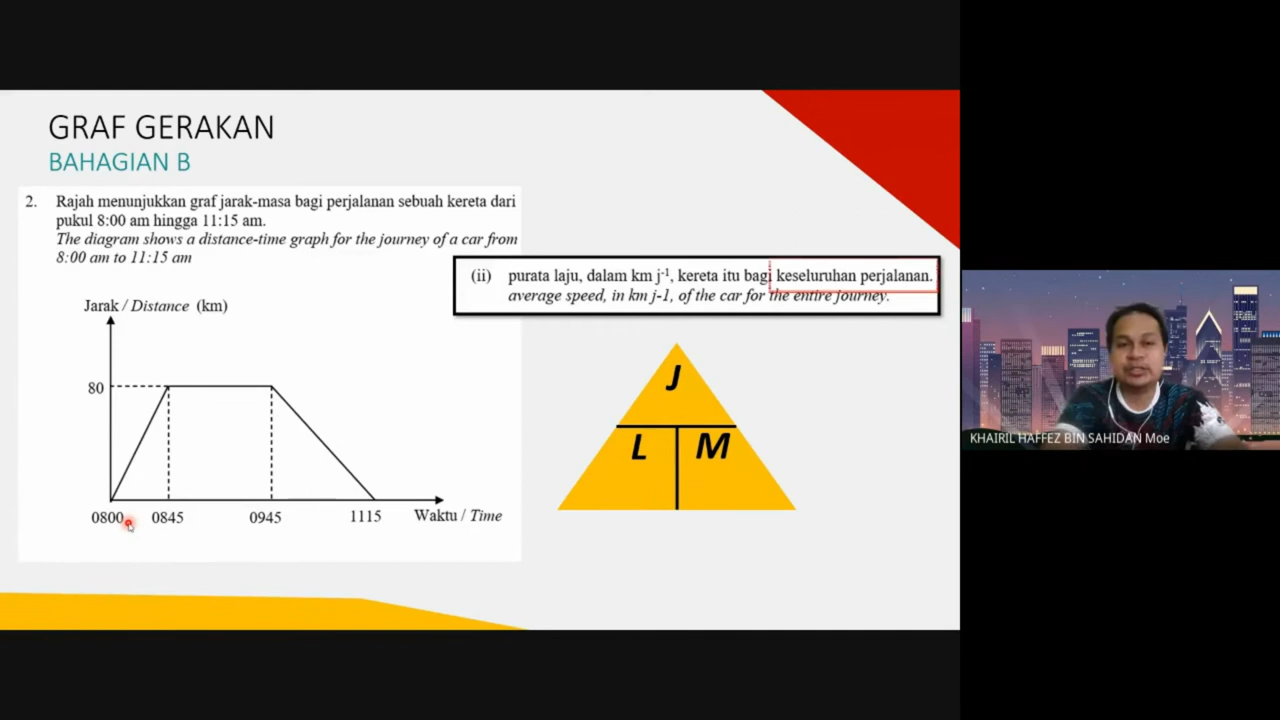 GRAF GERAKAN
BAHAGIAN B
2. Rajah menunjukkan graf jarak-masa bagi perjalanan sebuah kereta dari
pukul 8:00 am hingga 11:15 am.
The diagram shows a distance-time graph for the journey of a car from
8:00 am to 11:15 am
(ii) purata laju, dalam km j⁻¹, kereta itu bagi keseluruhan perjalanan.
average speed, in km j-1, of the car for the entire journey.
Jarak / Distance (km)
80
0800 0845 0945 1115 Waktu / Time
J
L M
KHAIRIL HAFFEZ BIN SAHIDAN Moe